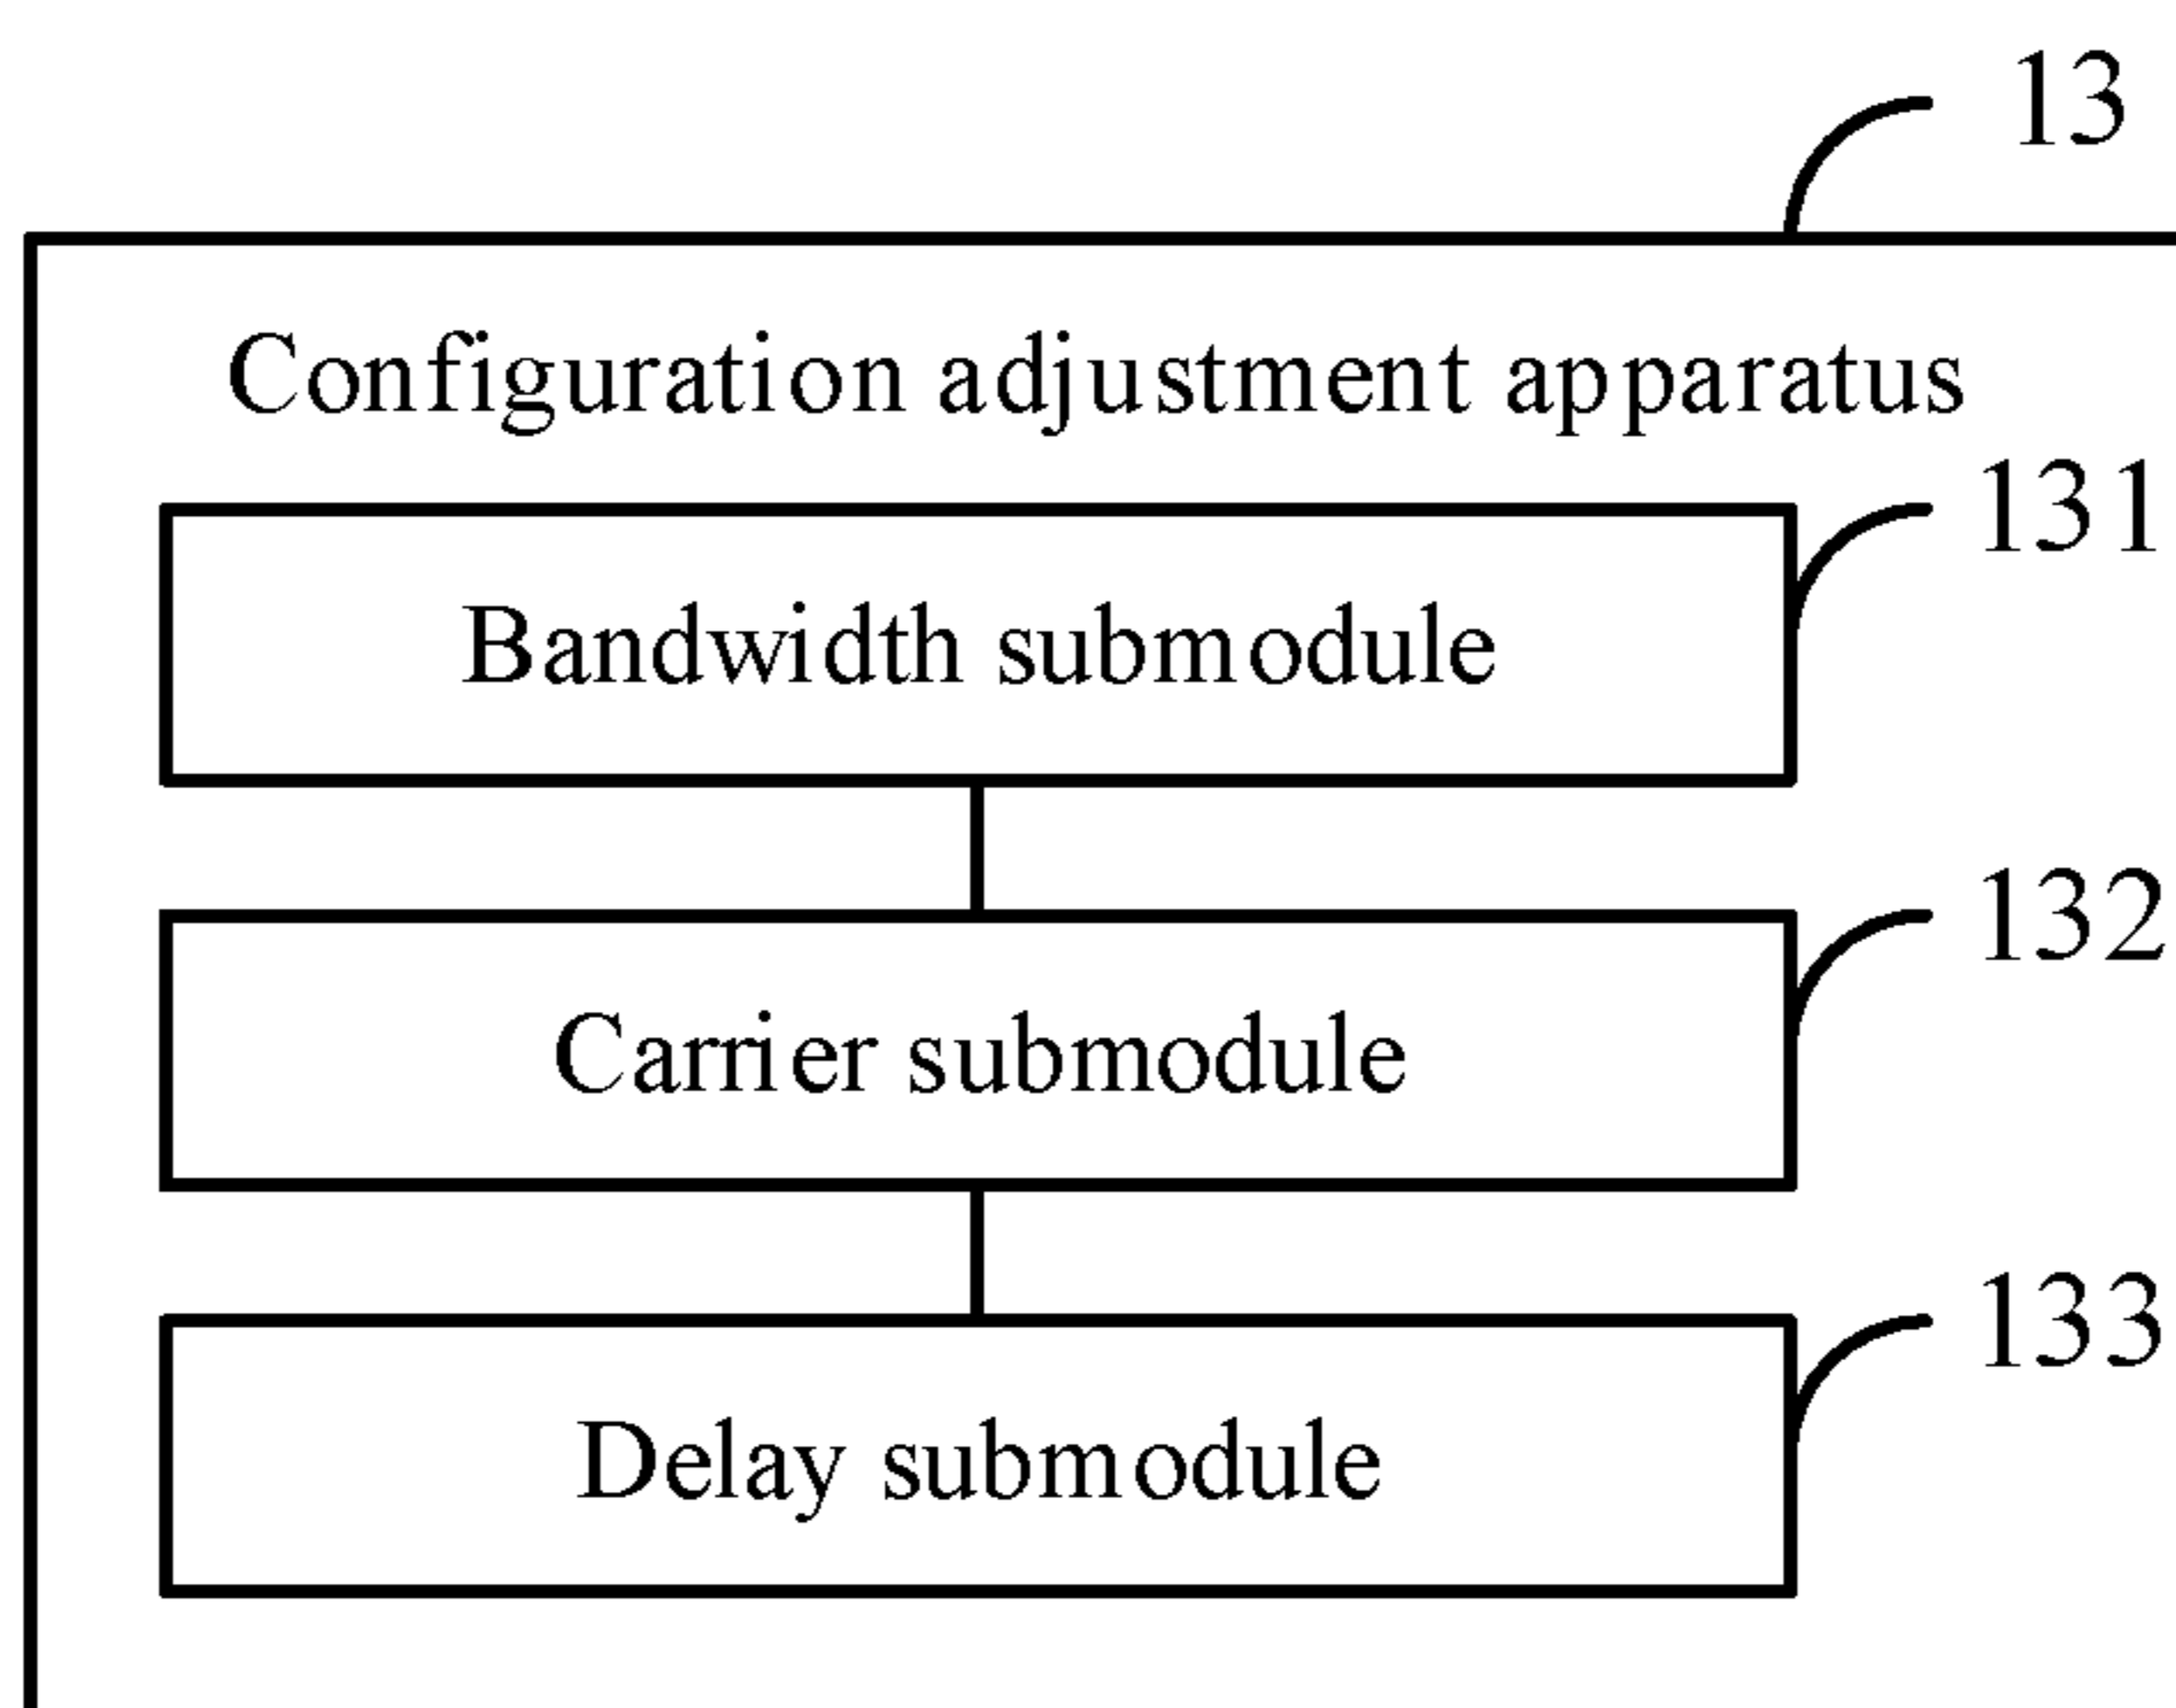 13
Configuration adjustment apparatus
131
Bandwidth submodule
132
Carrier submodule
133
Delay submodule